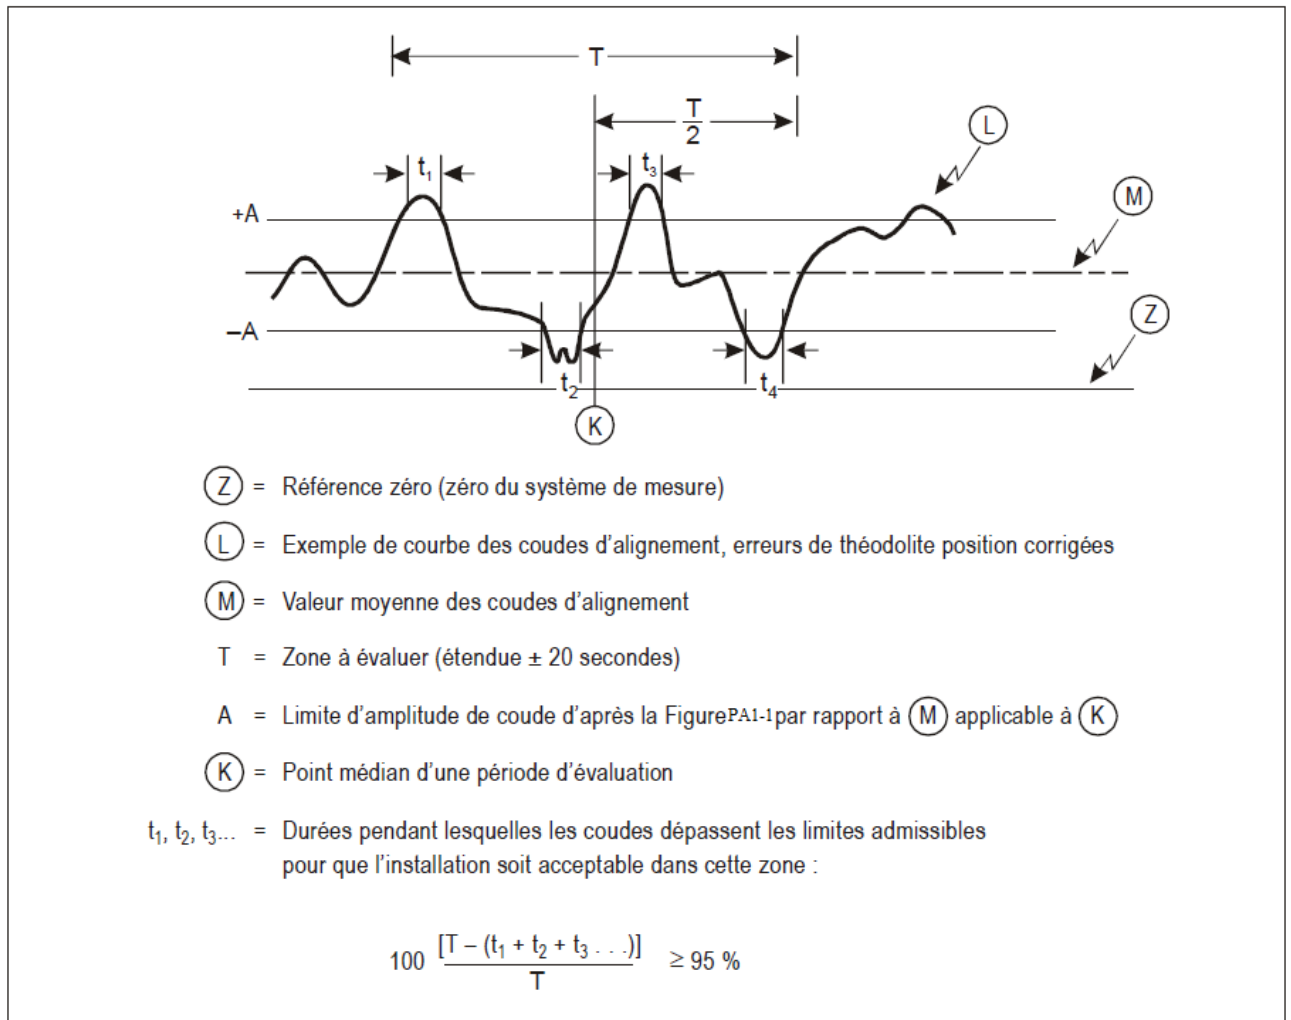 T
T
2
L
t₁
t₃
M
+A
Z
–A
t₂
t₄
K
Z = Référence zéro (zéro du système de mesure)
L = Exemple de courbe des coudes d'alignement, erreurs de théodolite position corrigées
M = Valeur moyenne des coudes d'alignement
T = Zone à évaluer (étendue ± 20 secondes)
A = Limite d'amplitude de coude d'après la FigurePA1-1par rapport à M applicable à K
K = Point médian d'une période d'évaluation
t₁, t₂, t₃... = Durées pendant lesquelles les coudes dépassent les limites admissibles
pour que l'installation soit acceptable dans cette zone :
100 [T – (t₁ + t₂ + t₃ . . .)] ≥ 95 %
T